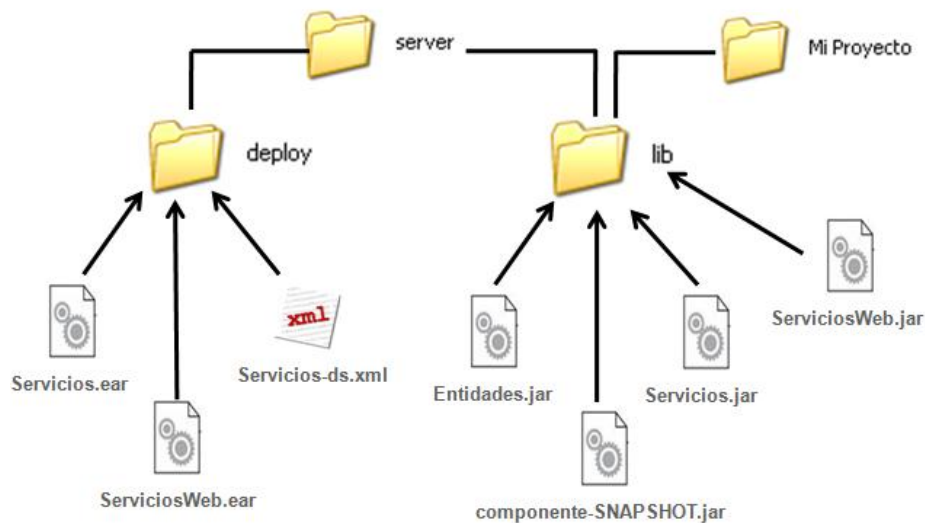 server
Mi Proyecto
deploy
lib
xml
Servicios.ear
Servicios-ds.xml
ServiciosWeb.ear
Entidades.jar
Servicios.jar
ServiciosWeb.jar
componente-SNAPSHOT.jar